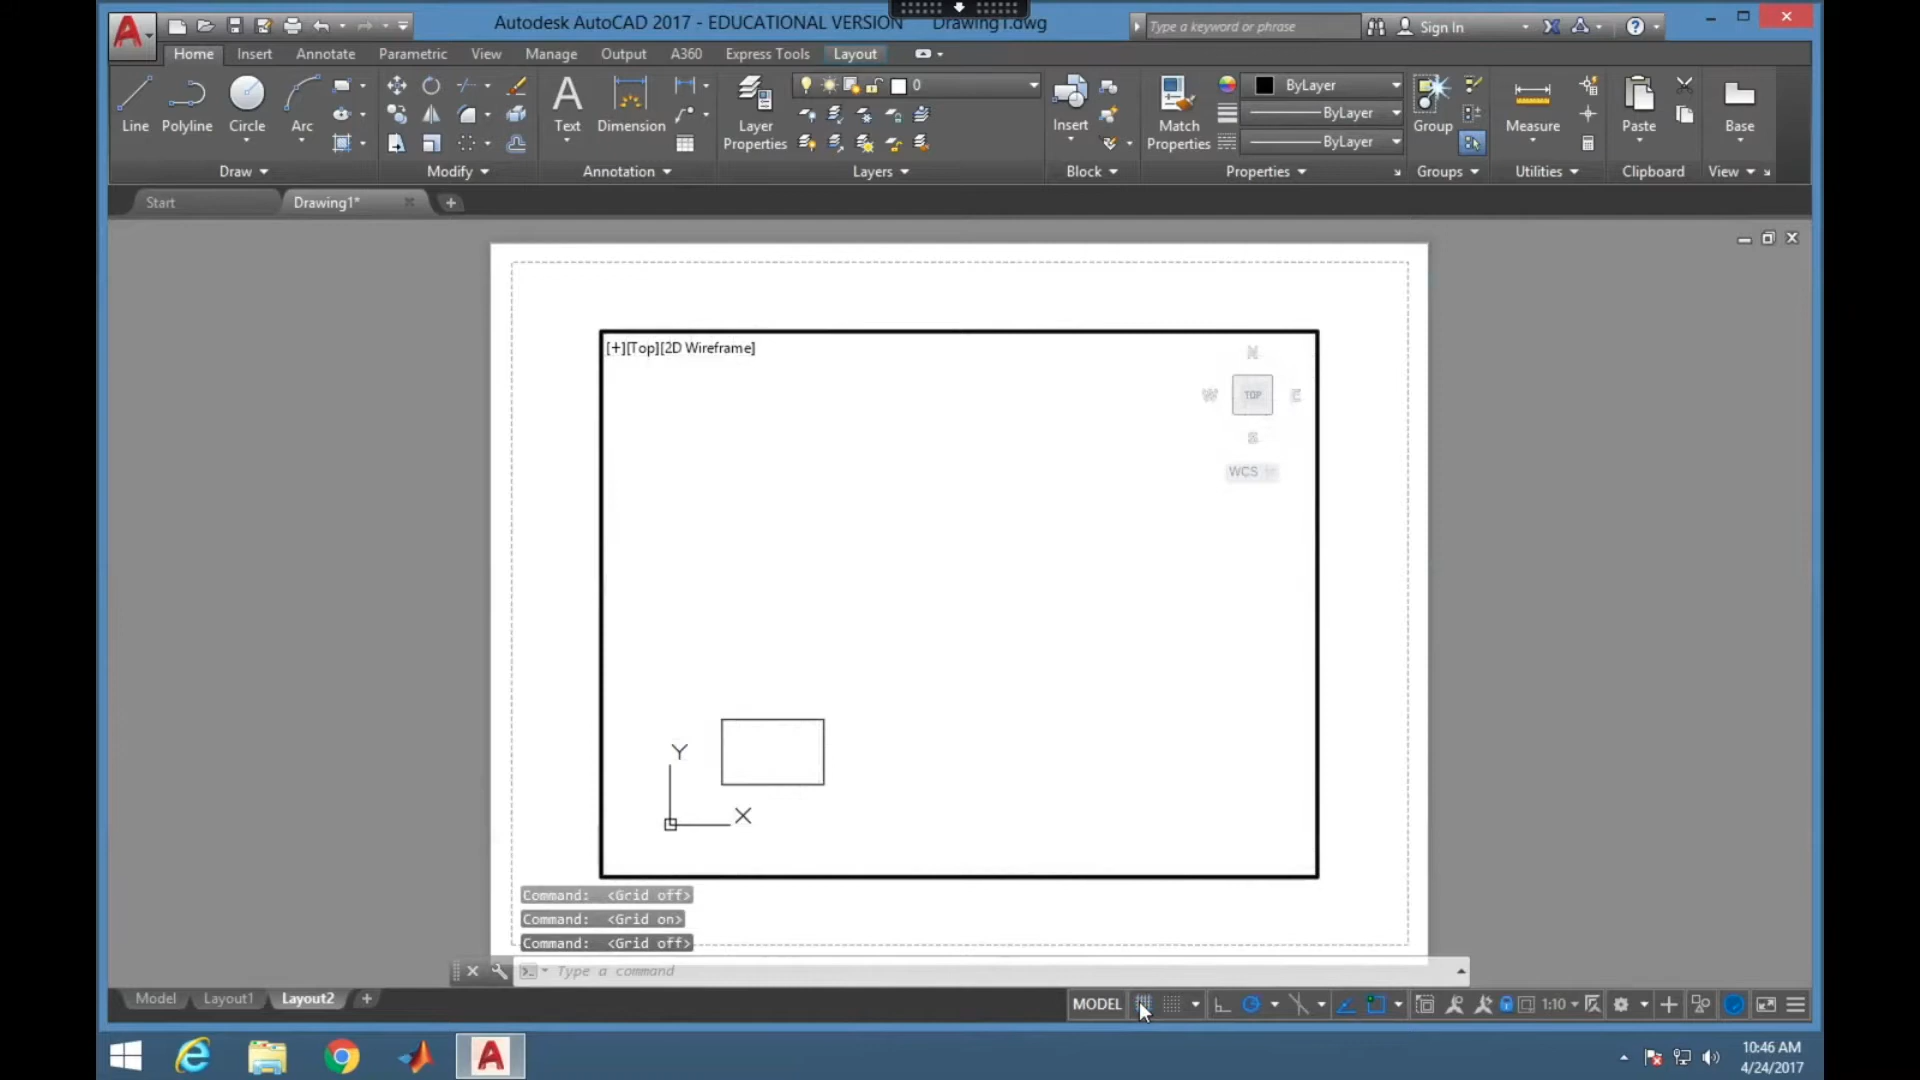 Autodesk AutoCAD 2017 - EDUCATIONAL VERSION Drawing1.dwg
Type a keyword or phrase
Sign In
Home Insert Annotate Parametric View Manage Output A360 Express Tools Layout
Line Polyline Circle Arc
Text Dimension
Layer Properties
0
Insert
Match Properties
ByLayer
ByLayer
ByLayer
Group
Measure
Paste
Base
Draw Modify Annotation Layers Block Properties Groups Utilities Clipboard View
Start Drawing1*
[+][Top][2D Wireframe]
N
W TOP E
S
WCS
Y
X
Command: <Grid off>
Command: <Grid on>
Command: <Grid off>
Type a command
Model Layout1 Layout2
MODEL
1:10
10:46 AM
4/24/2017